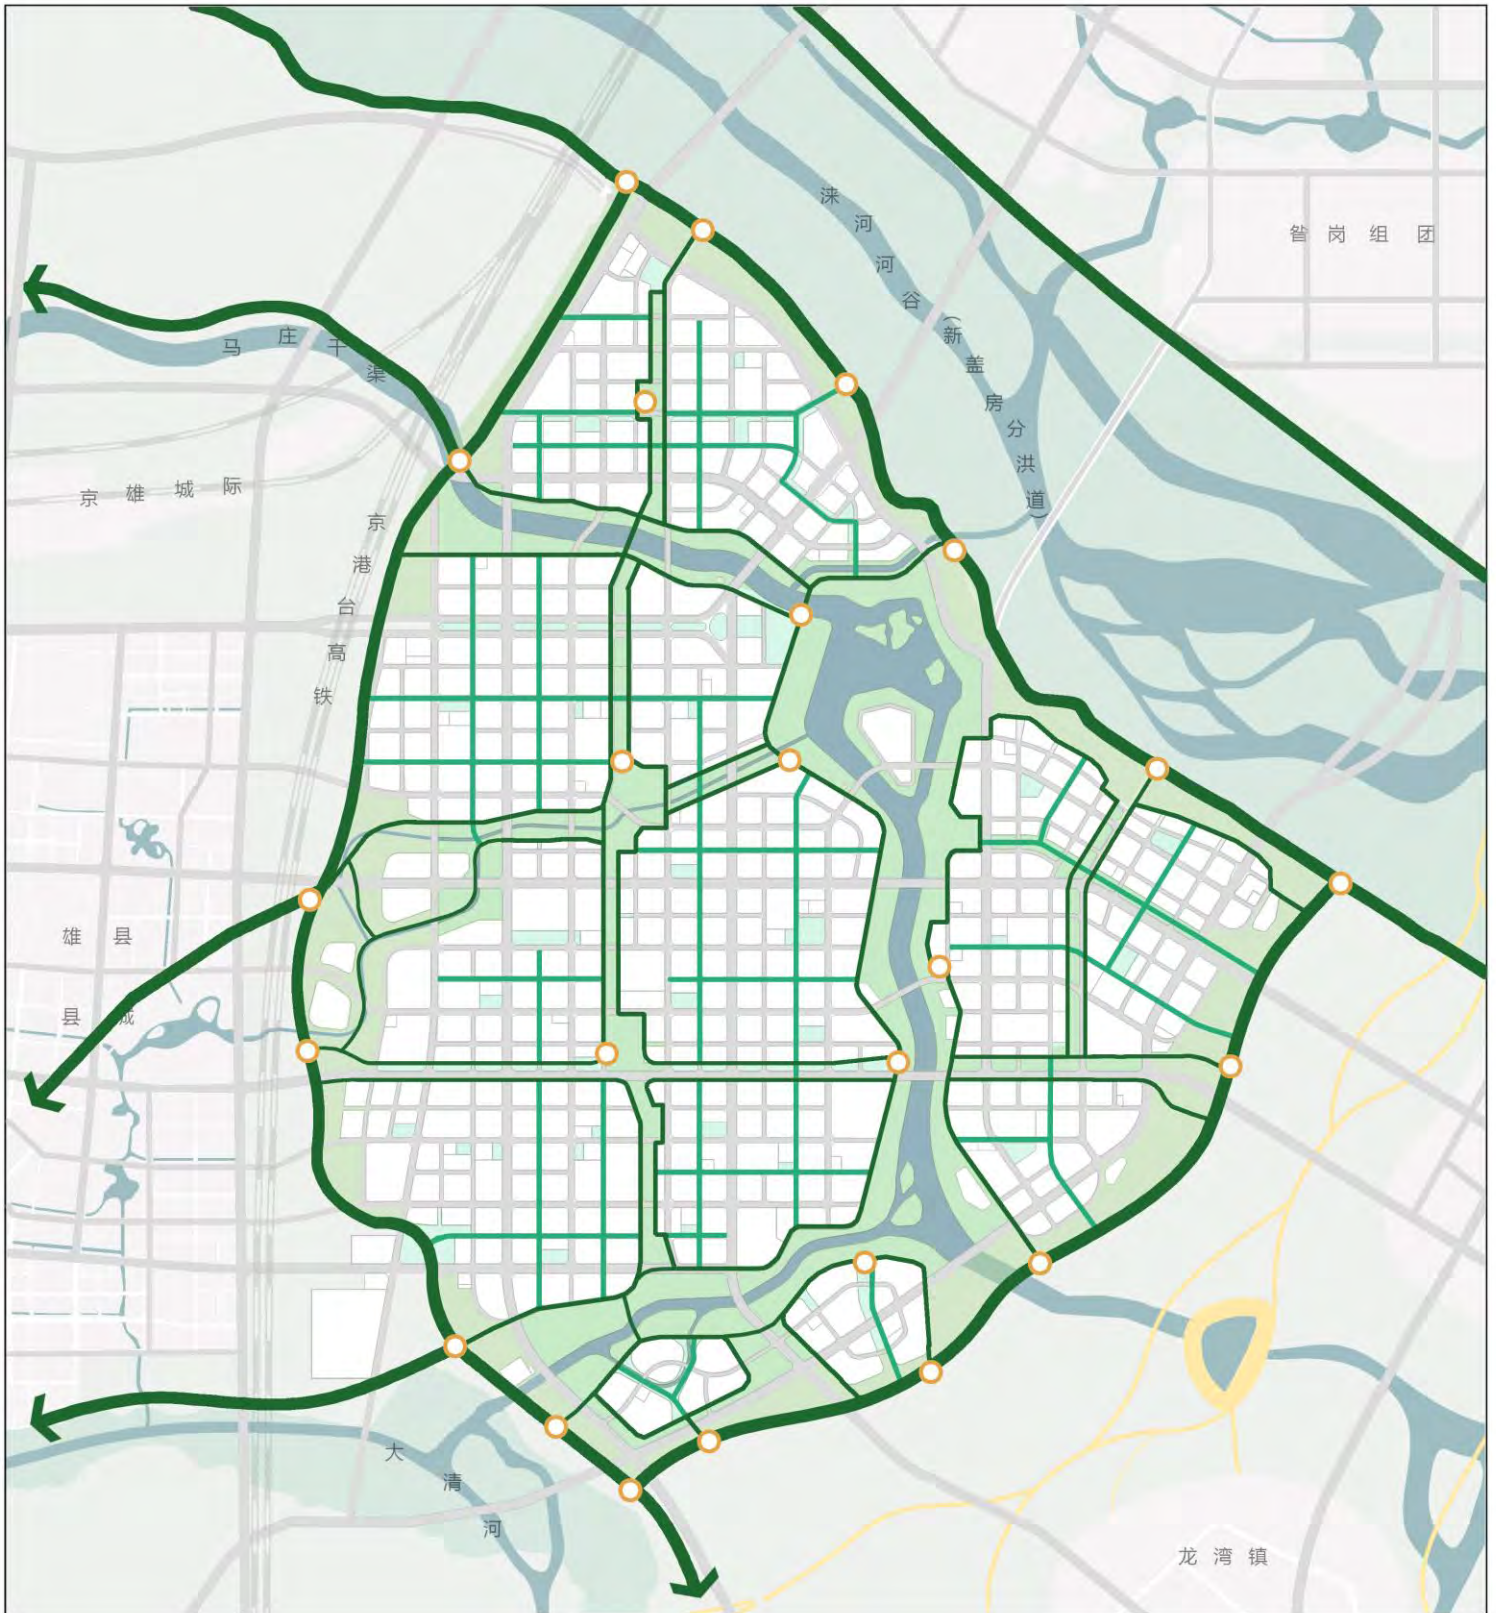 涞河河谷(新盖房分洪道)
昝岗组团
马庄干渠
京雄城际
京港台高铁
雄县
县城
大清河
龙湾镇